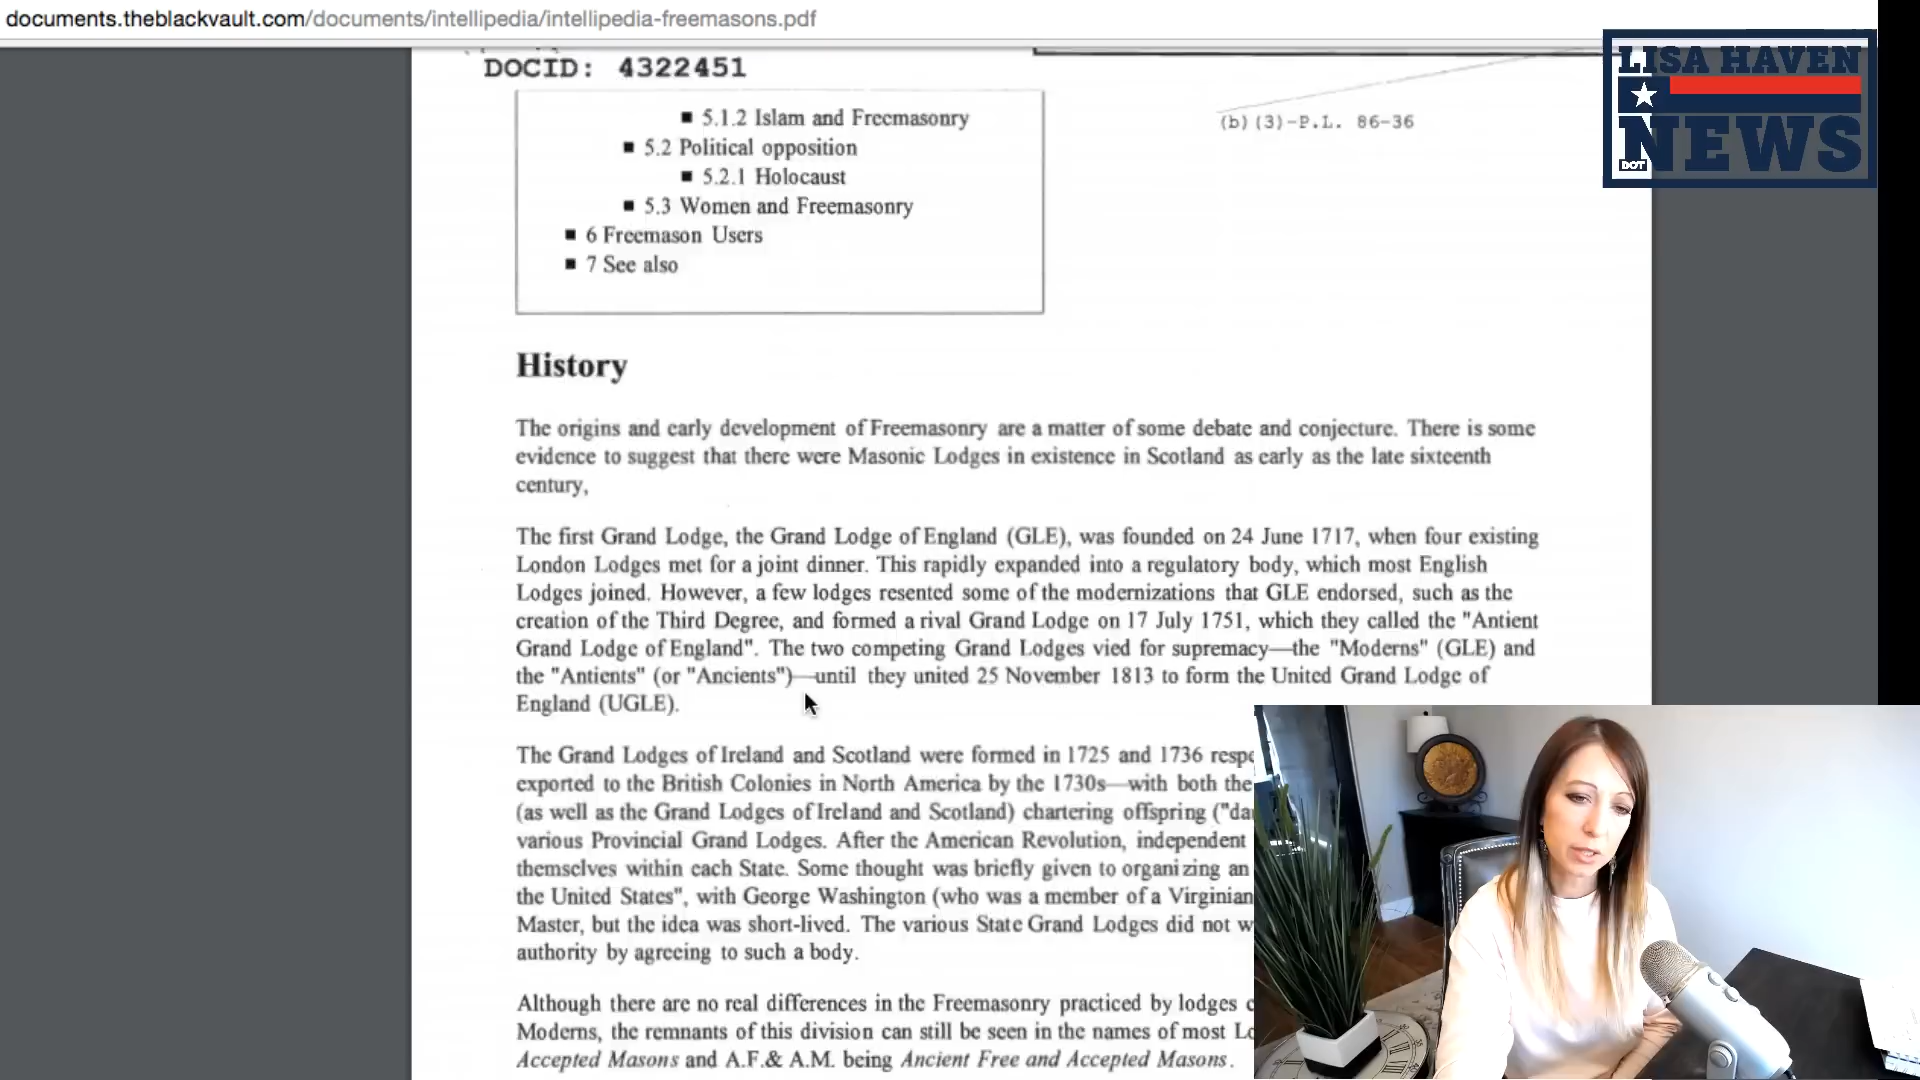 documents.theblackvault.com/documents/intellipedia/intellipedia-freemasons.pdf
LISA HAVEN
DOT
NEWS
DOCID: 4322451
(b)(3)-P.L. 86-36
5.1.2 Islam and Freemasonry
5.2 Political opposition
5.2.1 Holocaust
5.3 Women and Freemasonry
6 Freemason Users
7 See also
History
The origins and early development of Freemasonry are a matter of some debate and conjecture. There is some
evidence to suggest that there were Masonic Lodges in existence in Scotland as early as the late sixteenth
century,
The first Grand Lodge, the Grand Lodge of England (GLE), was founded on 24 June 1717, when four existing
London Lodges met for a joint dinner. This rapidly expanded into a regulatory body, which most English
Lodges joined. However, a few lodges resented some of the modernizations that GLE endorsed, such as the
creation of the Third Degree, and formed a rival Grand Lodge on 17 July 1751, which they called the "Antient
Grand Lodge of England". The two competing Grand Lodges vied for supremacy—the "Moderns" (GLE) and
the "Antients" (or "Ancients")—until they united 25 November 1813 to form the United Grand Lodge of
England (UGLE).
The Grand Lodges of Ireland and Scotland were formed in 1725 and 1736
exported to the British Colonies in North America by the 1730s—with both the
(as well as the Grand Lodges of Ireland and Scotland) chartering offspring
various Provincial Grand Lodges. After the American Revolution, independent
themselves within each State. Some thought was briefly given to organizing an
the United States", with George Washington (who was a member of a Virginian
Master, but the idea was short-lived. The various State Grand Lodges did not
authority by agreeing to such a body.
Although there are no real differences in the Freemasonry practiced by lodges
Moderns, the remnants of this division can still be seen in the names of most
Accepted Masons and A.F.& A.M. being Ancient Free and Accepted Masons.